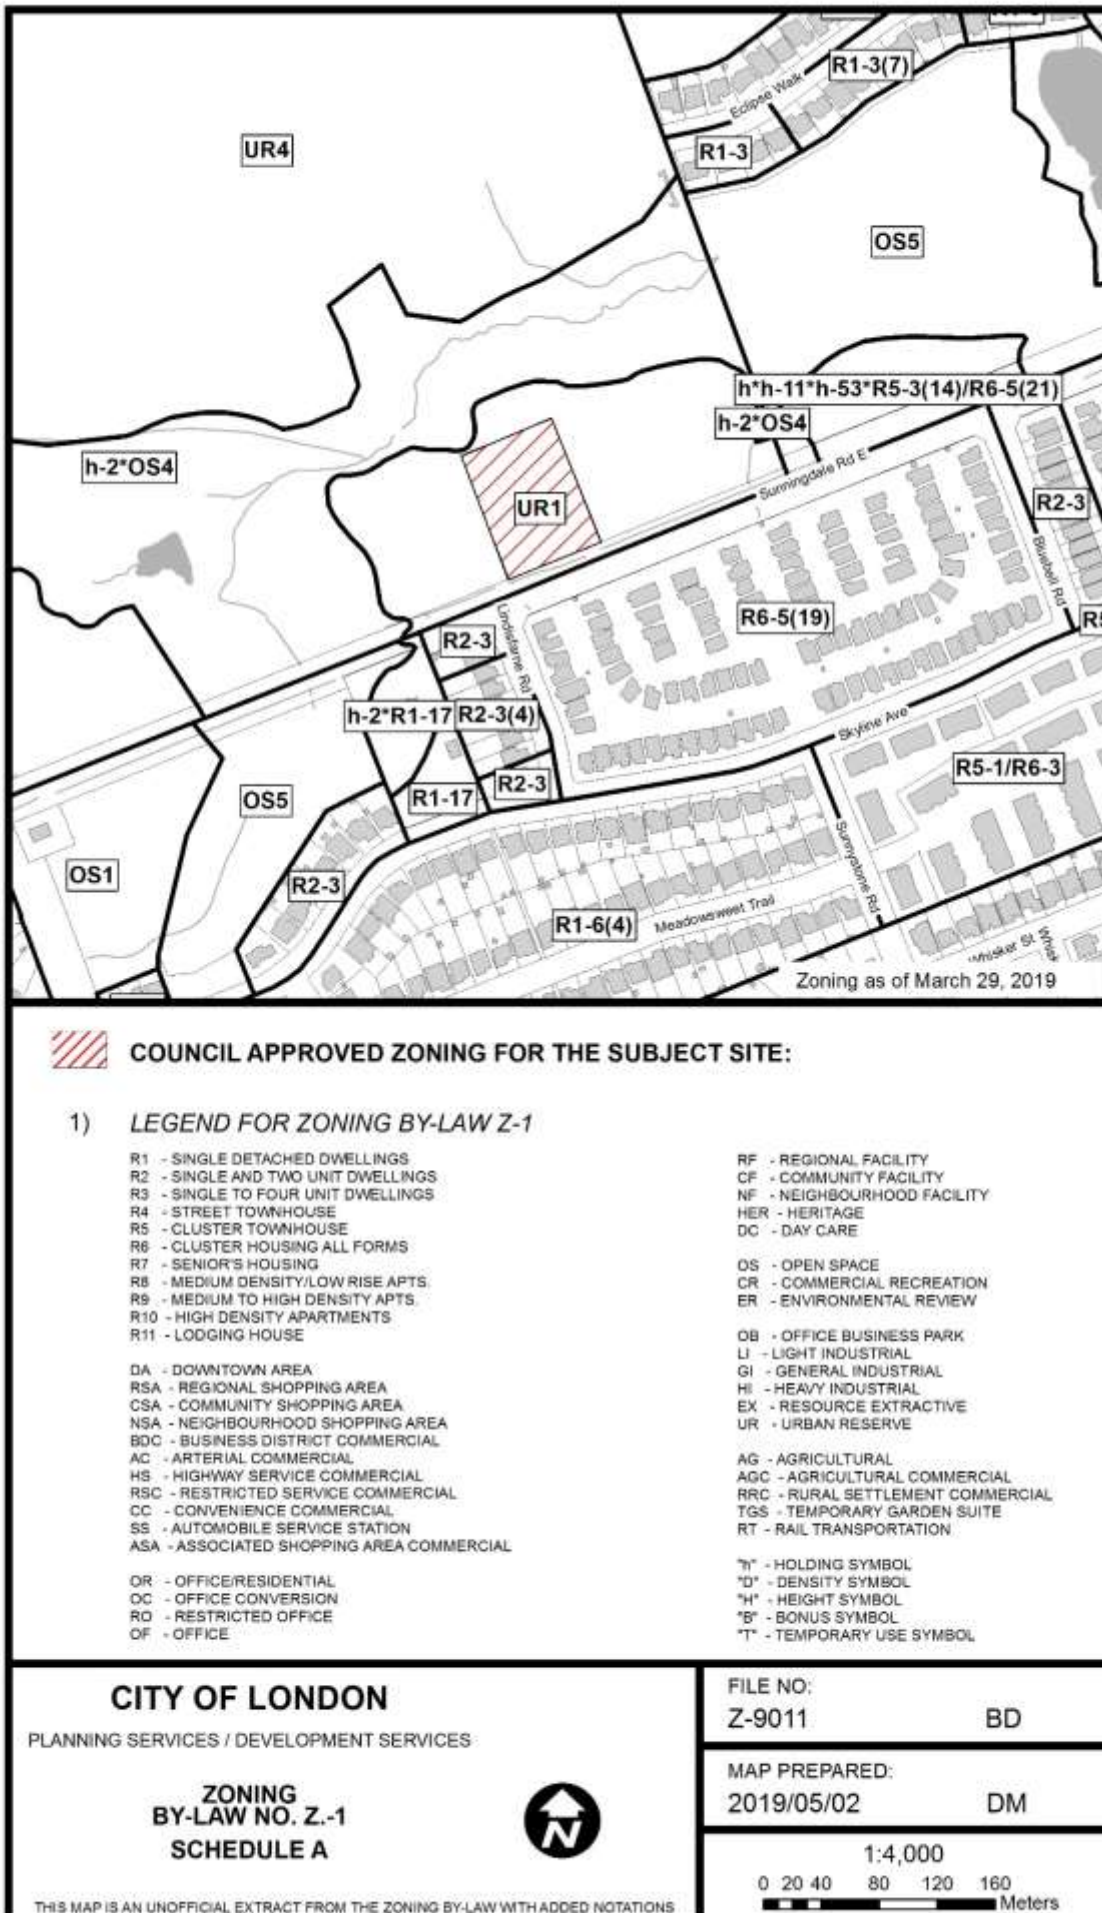 R1-3(7)
Eclipse Walk
UR4
R1-3
OS5
h*h-11*h-53*R5-3(14)/R6-5(21)
h-2*OS4
h-2*OS4
Sunningdale Rd E
R2-3
UR1
Bluebell Rd
R6-5(19)
Lindisfarne Rd
R2-3
h-2*R1-17
R2-3(4)
Skyline Ave
R5-1/R6-3
R2-3
R1-17
OS5
OS1
R2-3
Sunnystone Rd
R1-6(4)
Meadowsweet Trail
Whisker St
Zoning as of March 29, 2019
COUNCIL APPROVED ZONING FOR THE SUBJECT SITE:
1) LEGEND FOR ZONING BY-LAW Z-1
R1 - SINGLE DETACHED DWELLINGS
R2 - SINGLE AND TWO UNIT DWELLINGS
R3 - SINGLE TO FOUR UNIT DWELLINGS
R4 - STREET TOWNHOUSE
R5 - CLUSTER TOWNHOUSE
R6 - CLUSTER HOUSING ALL FORMS
R7 - SENIOR'S HOUSING
R8 - MEDIUM DENSITY/LOW RISE APTS.
R9 - MEDIUM TO HIGH DENSITY APTS.
R10 - HIGH DENSITY APARTMENTS
R11 - LODGING HOUSE
DA - DOWNTOWN AREA
RSA - REGIONAL SHOPPING AREA
CSA - COMMUNITY SHOPPING AREA
NSA - NEIGHBOURHOOD SHOPPING AREA
BDC - BUSINESS DISTRICT COMMERCIAL
AC - ARTERIAL COMMERCIAL
HS - HIGHWAY SERVICE COMMERCIAL
RSC - RESTRICTED SERVICE COMMERCIAL
CC - CONVENIENCE COMMERCIAL
SS - AUTOMOBILE SERVICE STATION
ASA - ASSOCIATED SHOPPING AREA COMMERCIAL
OR - OFFICE/RESIDENTIAL
OC - OFFICE CONVERSION
RO - RESTRICTED OFFICE
OF - OFFICE
RF - REGIONAL FACILITY
CF - COMMUNITY FACILITY
NF - NEIGHBOURHOOD FACILITY
HER - HERITAGE
DC - DAY CARE
OS - OPEN SPACE
CR - COMMERCIAL RECREATION
ER - ENVIRONMENTAL REVIEW
OB - OFFICE BUSINESS PARK
LI - LIGHT INDUSTRIAL
GI - GENERAL INDUSTRIAL
HI - HEAVY INDUSTRIAL
EX - RESOURCE EXTRACTIVE
UR - URBAN RESERVE
AG - AGRICULTURAL
AGC - AGRICULTURAL COMMERCIAL
RRC - RURAL SETTLEMENT COMMERCIAL
TGS - TEMPORARY GARDEN SUITE
RT - RAIL TRANSPORTATION
"h" - HOLDING SYMBOL
"D" - DENSITY SYMBOL
"H" - HEIGHT SYMBOL
"B" - BONUS SYMBOL
"T" - TEMPORARY USE SYMBOL
CITY OF LONDON
PLANNING SERVICES / DEVELOPMENT SERVICES
ZONING
BY-LAW NO. Z.-1
SCHEDULE A
N
THIS MAP IS AN UNOFFICIAL EXTRACT FROM THE ZONING BY-LAW WITH ADDED NOTATIONS
FILE NO:
Z-9011 BD
MAP PREPARED:
2019/05/02 DM
1:4,000
0 20 40 80 120 160
Meters